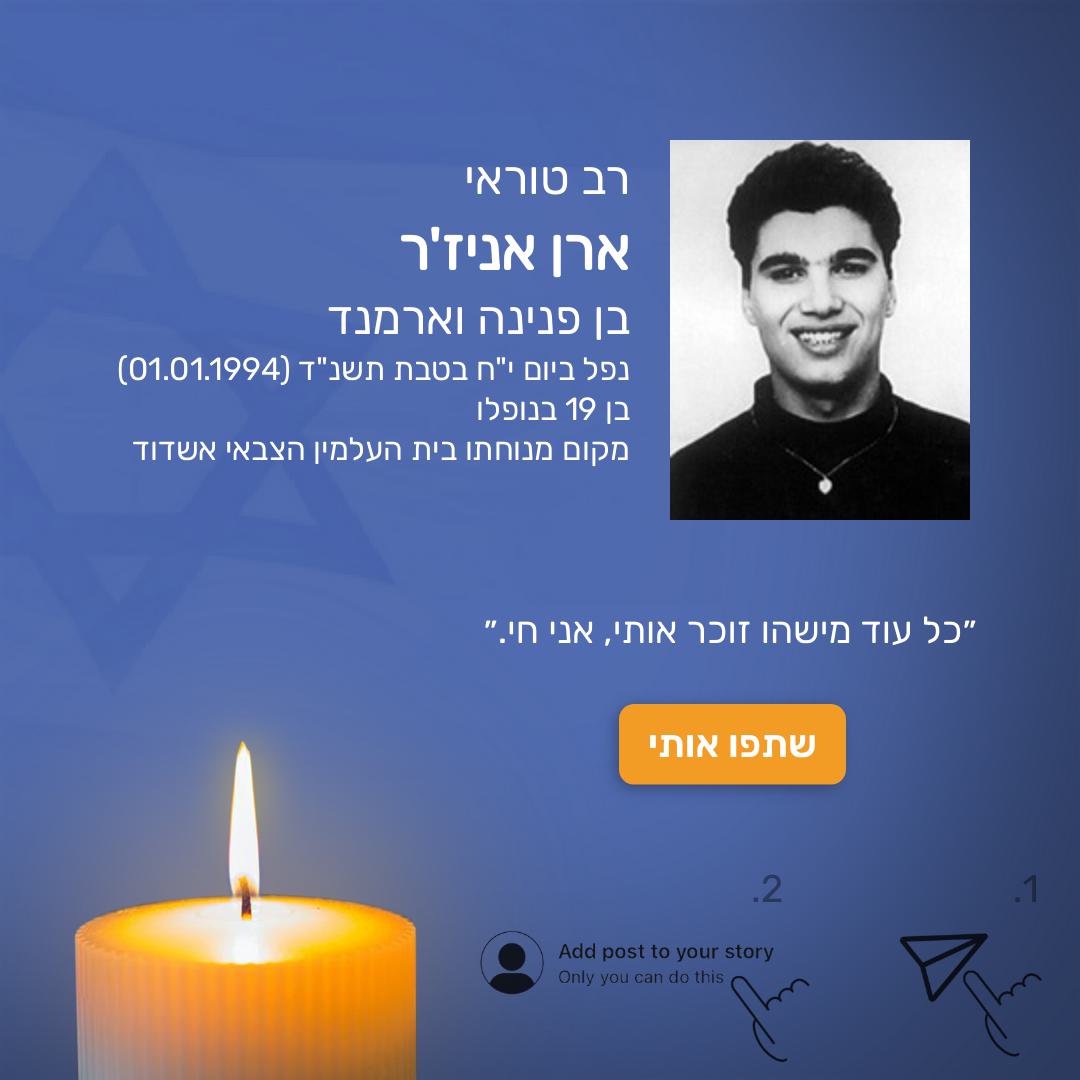 רב טוראי
ארן אניז'ר
בן פנינה וארמנד
נפל ביום י"ח בטבת תשנ"ד (01.01.1994)
בן 19 בנופלו
מקום מנוחתו בית העלמין הצבאי אשדוד
״כל עוד מישהו זוכר אותי, אני חי.״
שתפו אותי
1.
2.
Add post to your story
Only you can do this